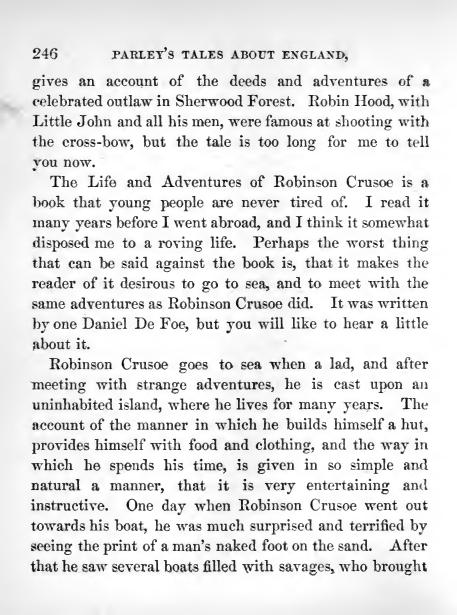 246 PARLEY'S TALES ABOUT ENGLAND,
gives an account of the deeds and adventures of a
celebrated outlaw in Sherwood Forest. Robin Hood, with
Little John and all his men, were famous at shooting with
the cross-bow, but the tale is too long for me to tell
you now.
The Life and Adventures of Robinson Crusoe is a
book that young people are never tired of. I read it
many years before I went abroad, and I think it somewhat
disposed me to a roving life. Perhaps the worst thing
that can be said against the book is, that it makes the
reader of it desirous to go to sea, and to meet with the
same adventures as Robinson Crusoe did. It was written
by one Daniel De Foe, but you will like to hear a little
about it.
Robinson Crusoe goes to sea when a lad, and after
meeting with strange adventures, he is cast upon an
uninhabited island, where he lives for many years. The
account of the manner in which he builds himself a hut,
provides himself with food and clothing, and the way in
which he spends his time, is given in so simple and
natural a manner, that it is very entertaining and
instructive. One day when Robinson Crusoe went out
towards his boat, he was much surprised and terrified by
seeing the print of a man's naked foot on the sand. After
that he saw several boats filled with savages, who brought